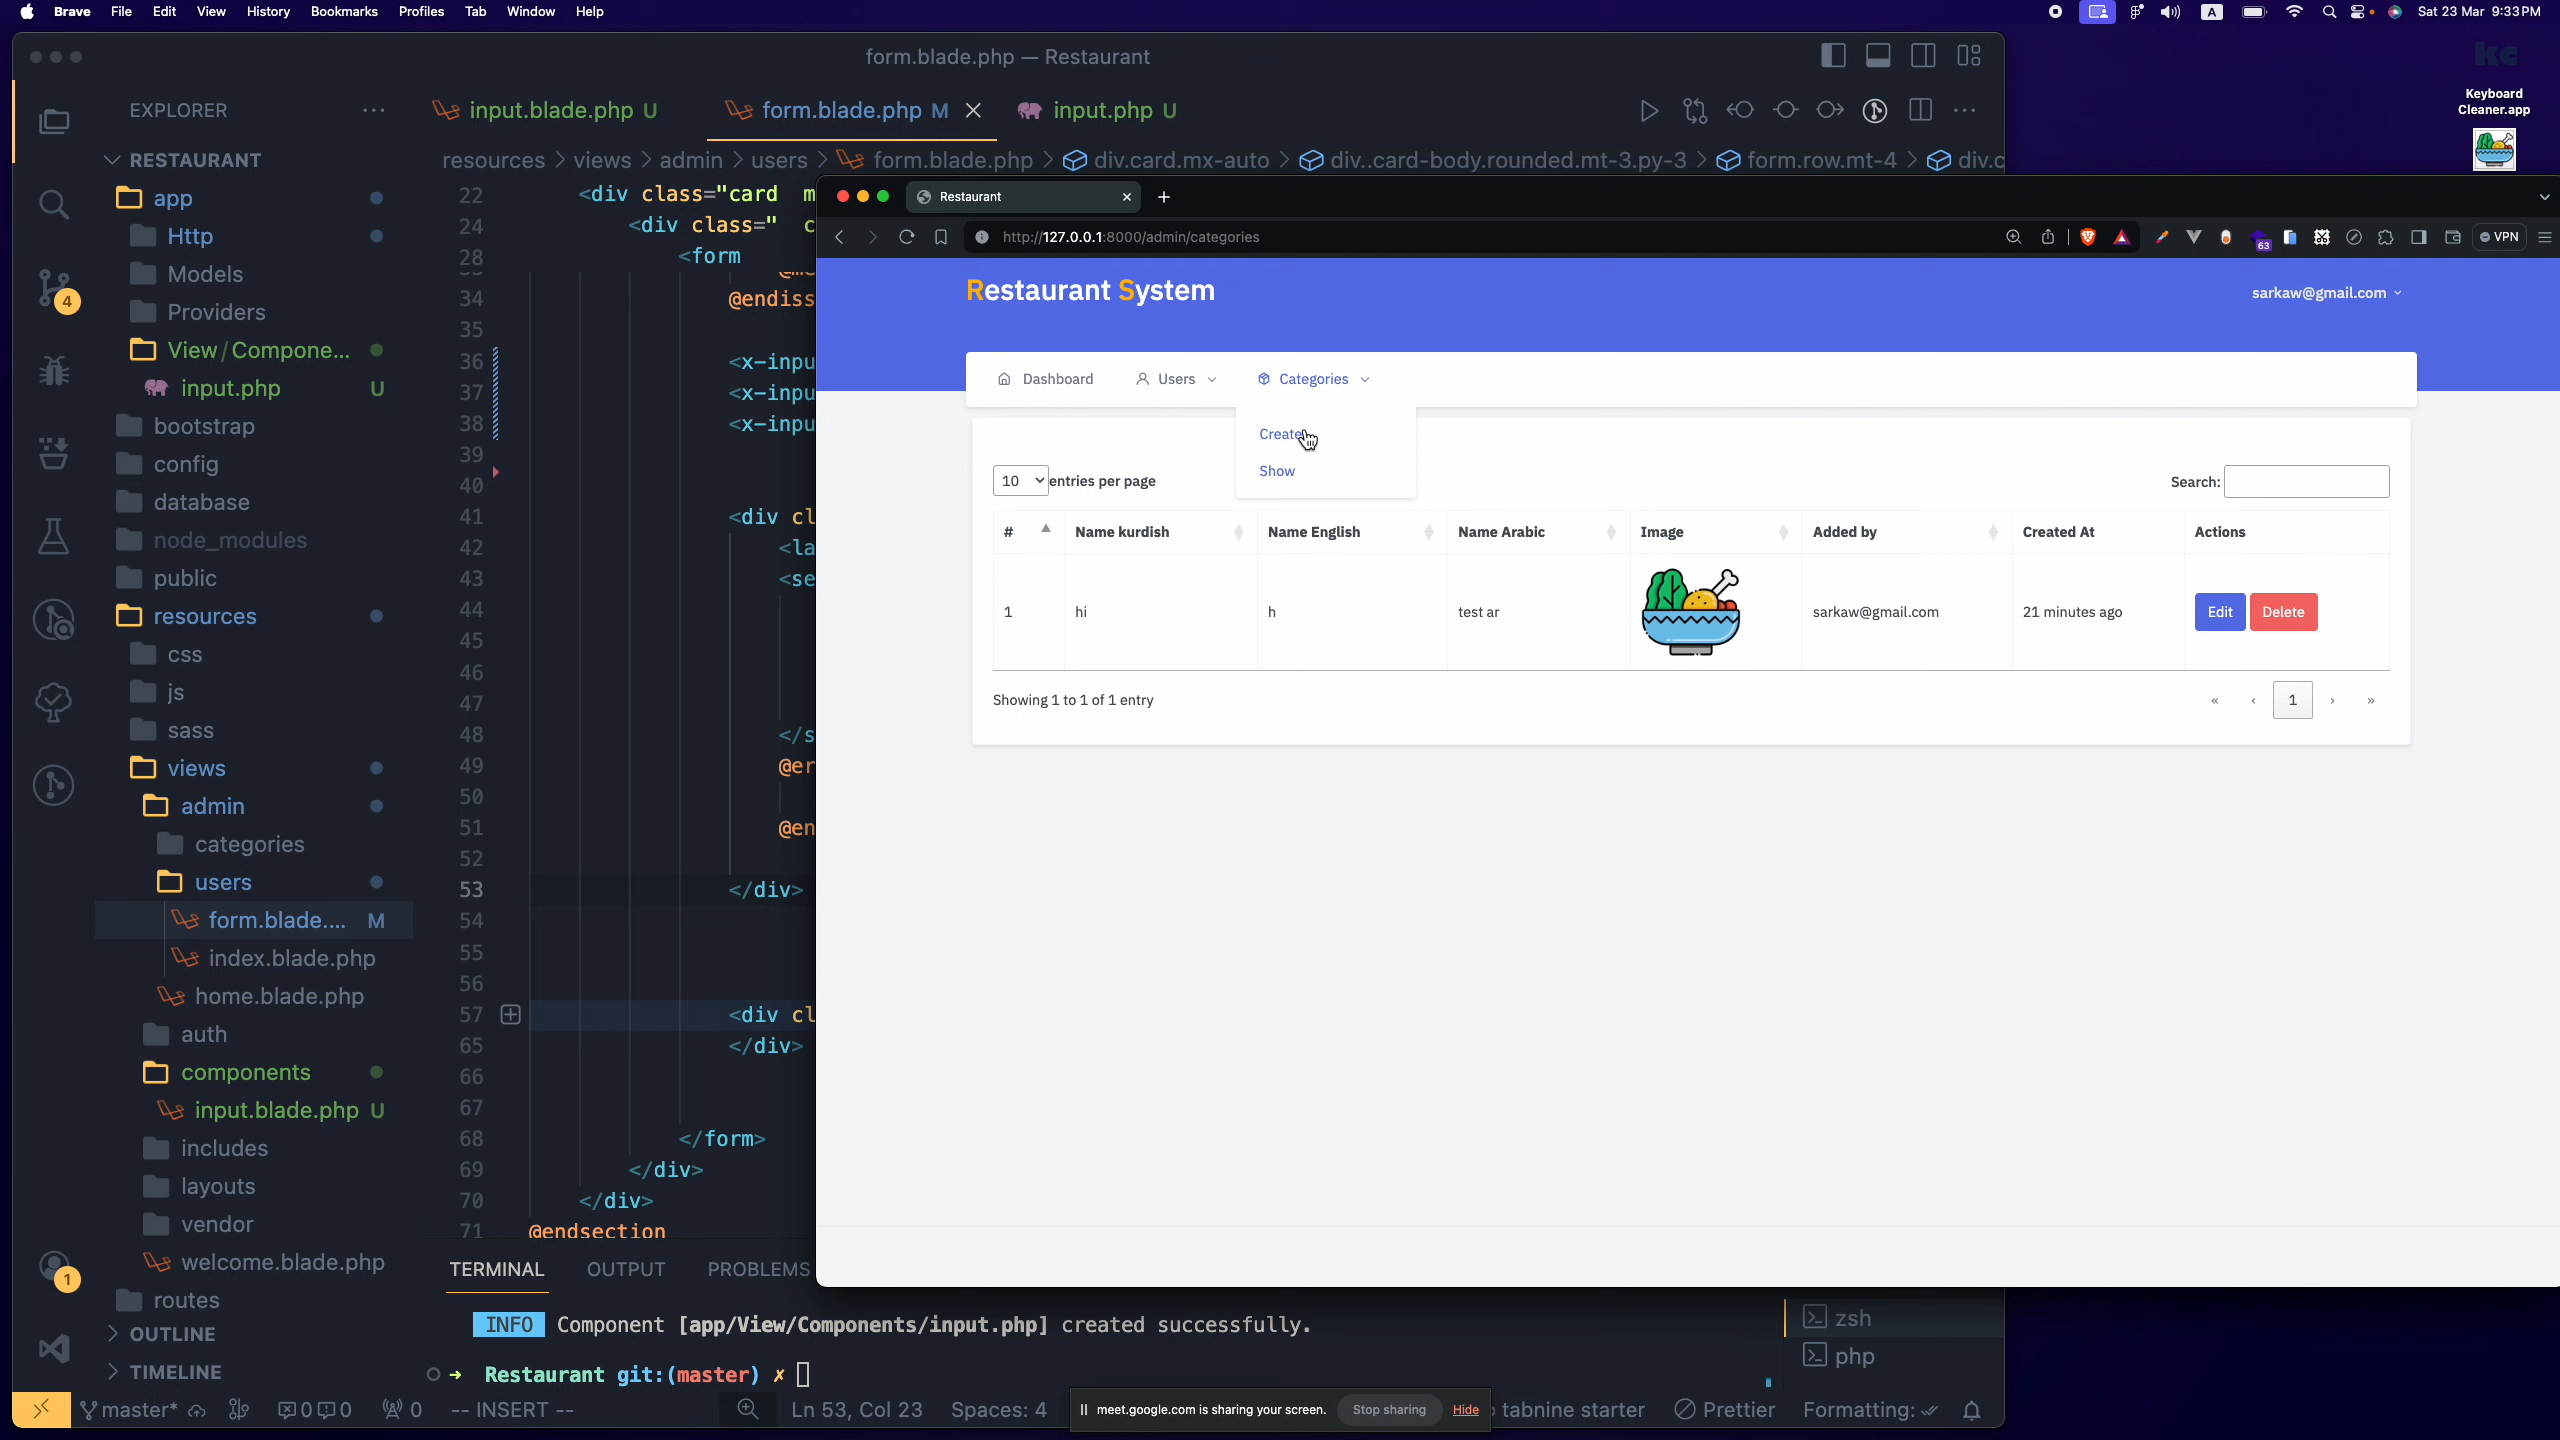 Brave File Edit View History Bookmarks Profiles Tab Window Help
A Sat 23 Mar 9:33PM
kc
Keyboard
Cleaner.app
form.blade.php — Restaurant
EXPLORER
input.blade.php U form.blade.php M input.php U
RESTAURANT
resources > views > admin > users > form.blade.php > div.card.mx-auto > div..card-body.rounded.mt-3.py-3 > form.row.mt-4 > div.c
app
Http
Models
Providers
View/Compone...
input.php U
bootstrap
config
database
node_modules
public
resources
css
js
sass
views
admin
categories
users
form.blade.... M
index.blade.php
home.blade.php
auth
components
input.blade.php U
includes
layouts
vendor
welcome.blade.php
routes
OUTLINE
TIMELINE
4
1
22 <div class="card m
24 <div class=" c
28 <form
34 @endiss
35
36 <x-inpu
37 <x-inpu
38 <x-inpu
39
40
41 <div cl
42 <la
43 <se
44
45
46
47
48 </s
49 @er
50
51 @en
52
53 </div>
54
55
56
57 <div cl
65 </div>
66
67
68 </form>
69 </div>
70 </div>
71 @endsection
Restaurant
http://127.0.0.1:8000/admin/categories
63
VPN
Restaurant System
sarkaw@gmail.com
Dashboard Users Categories
Create
Show
10 entries per page
Search:
# Name kurdish Name English Name Arabic Image Added by Created At Actions
1 hi h test ar sarkaw@gmail.com 21 minutes ago Edit Delete
Showing 1 to 1 of 1 entry
« ‹ 1 › »
TERMINAL OUTPUT PROBLEMS
INFO Component [app/View/Components/input.php] created successfully.
→ Restaurant git:(master) ✗
zsh
php
master* 0 0 0 -- INSERT -- Ln 53, Col 23 Spaces: 4
meet.google.com is sharing your screen. Stop sharing Hide
tabnine starter Prettier Formatting: